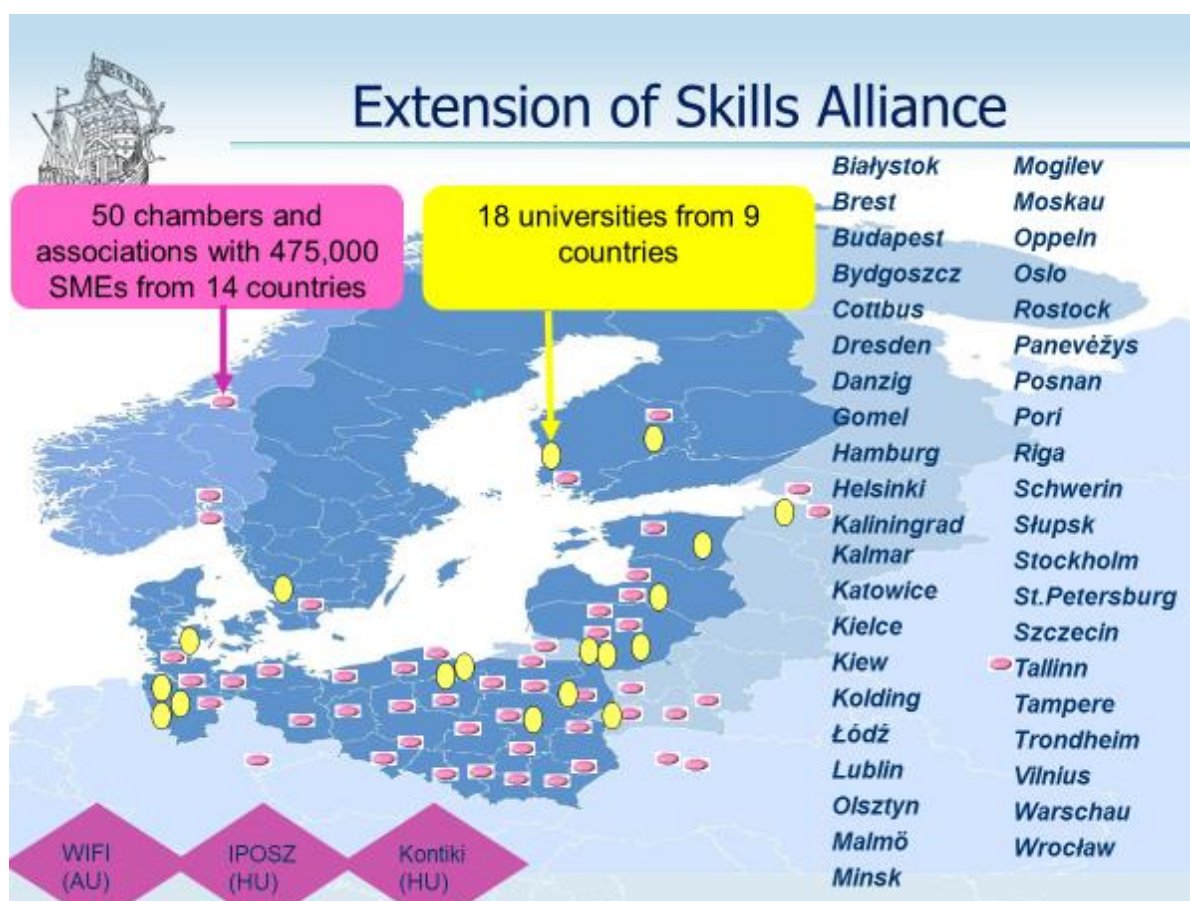 Extension of Skills Alliance
50 chambers and
associations with 475,000
SMEs from 14 countries
18 universities from 9
countries
Białystok
Brest
Budapest
Bydgoszcz
Cottbus
Dresden
Danzig
Gomel
Hamburg
Helsinki
Kaliningrad
Kalmar
Katowice
Kielce
Kiew
Kolding
Łódź
Lublin
Olsztyn
Malmö
Minsk
Mogilev
Moskau
Oppeln
Oslo
Rostock
Panevėžys
Posnan
Pori
Riga
Schwerin
Słupsk
Stockholm
St.Petersburg
Szczecin
Tallinn
Tampere
Trondheim
Vilnius
Warschau
Wrocław
WIFI
(AU)
IPOSZ
(HU)
Kontiki
(HU)